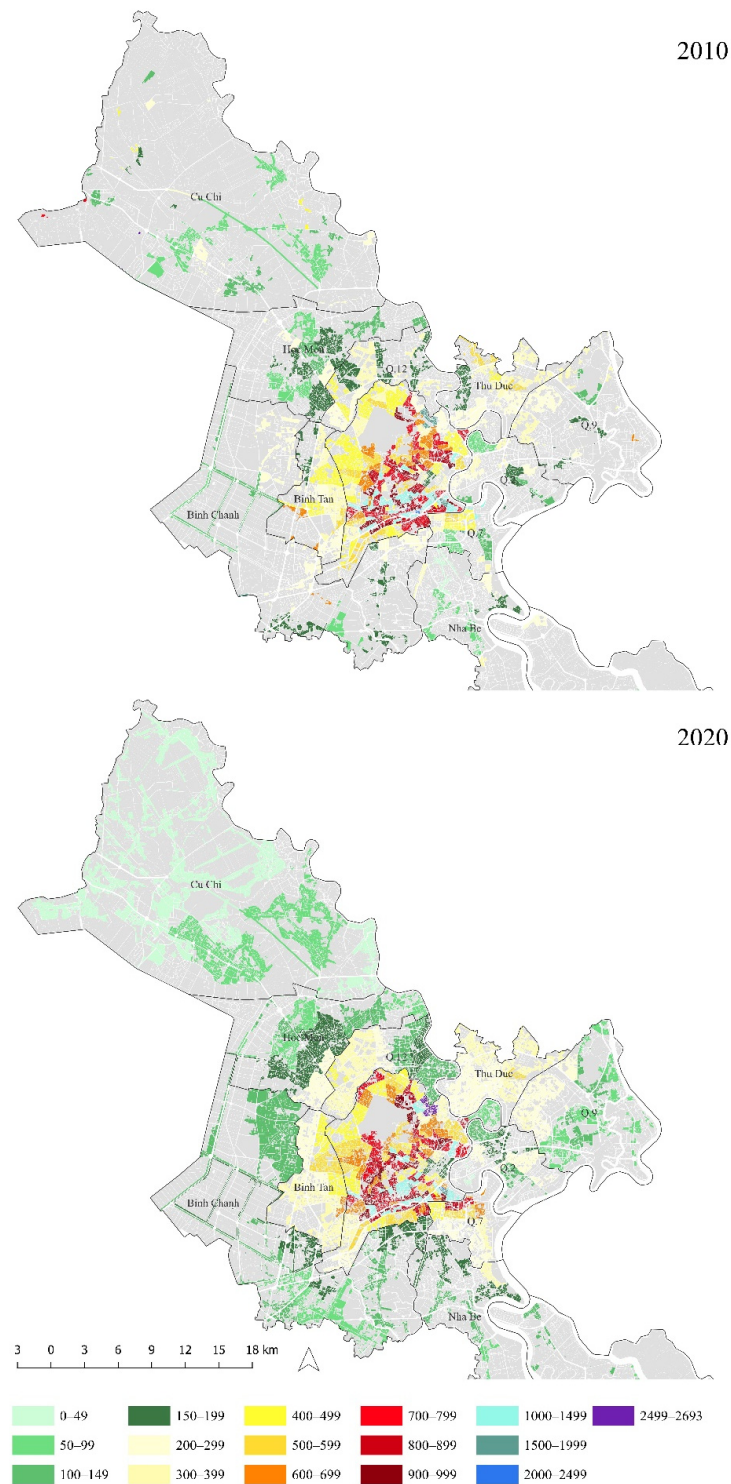 2010
Cu Chi
Hoc Mon
Q.12
Thu Duc
Q.9
Binh Tan
Binh Chanh
Q.7
Nha Be
2020
Cu Chi
Hoc Mon
Thu Duc
Q.9
Q.2
Binh Tan
Binh Chanh
Q.7
Nha Be
3 0 3 6 9 12 15 18 km
0–49 150–199 400–499 700–799 1000–1499 2499–2693
50–99 200–299 500–599 800–899 1500–1999
100–149 300–399 600–699 900–999 2000–2499